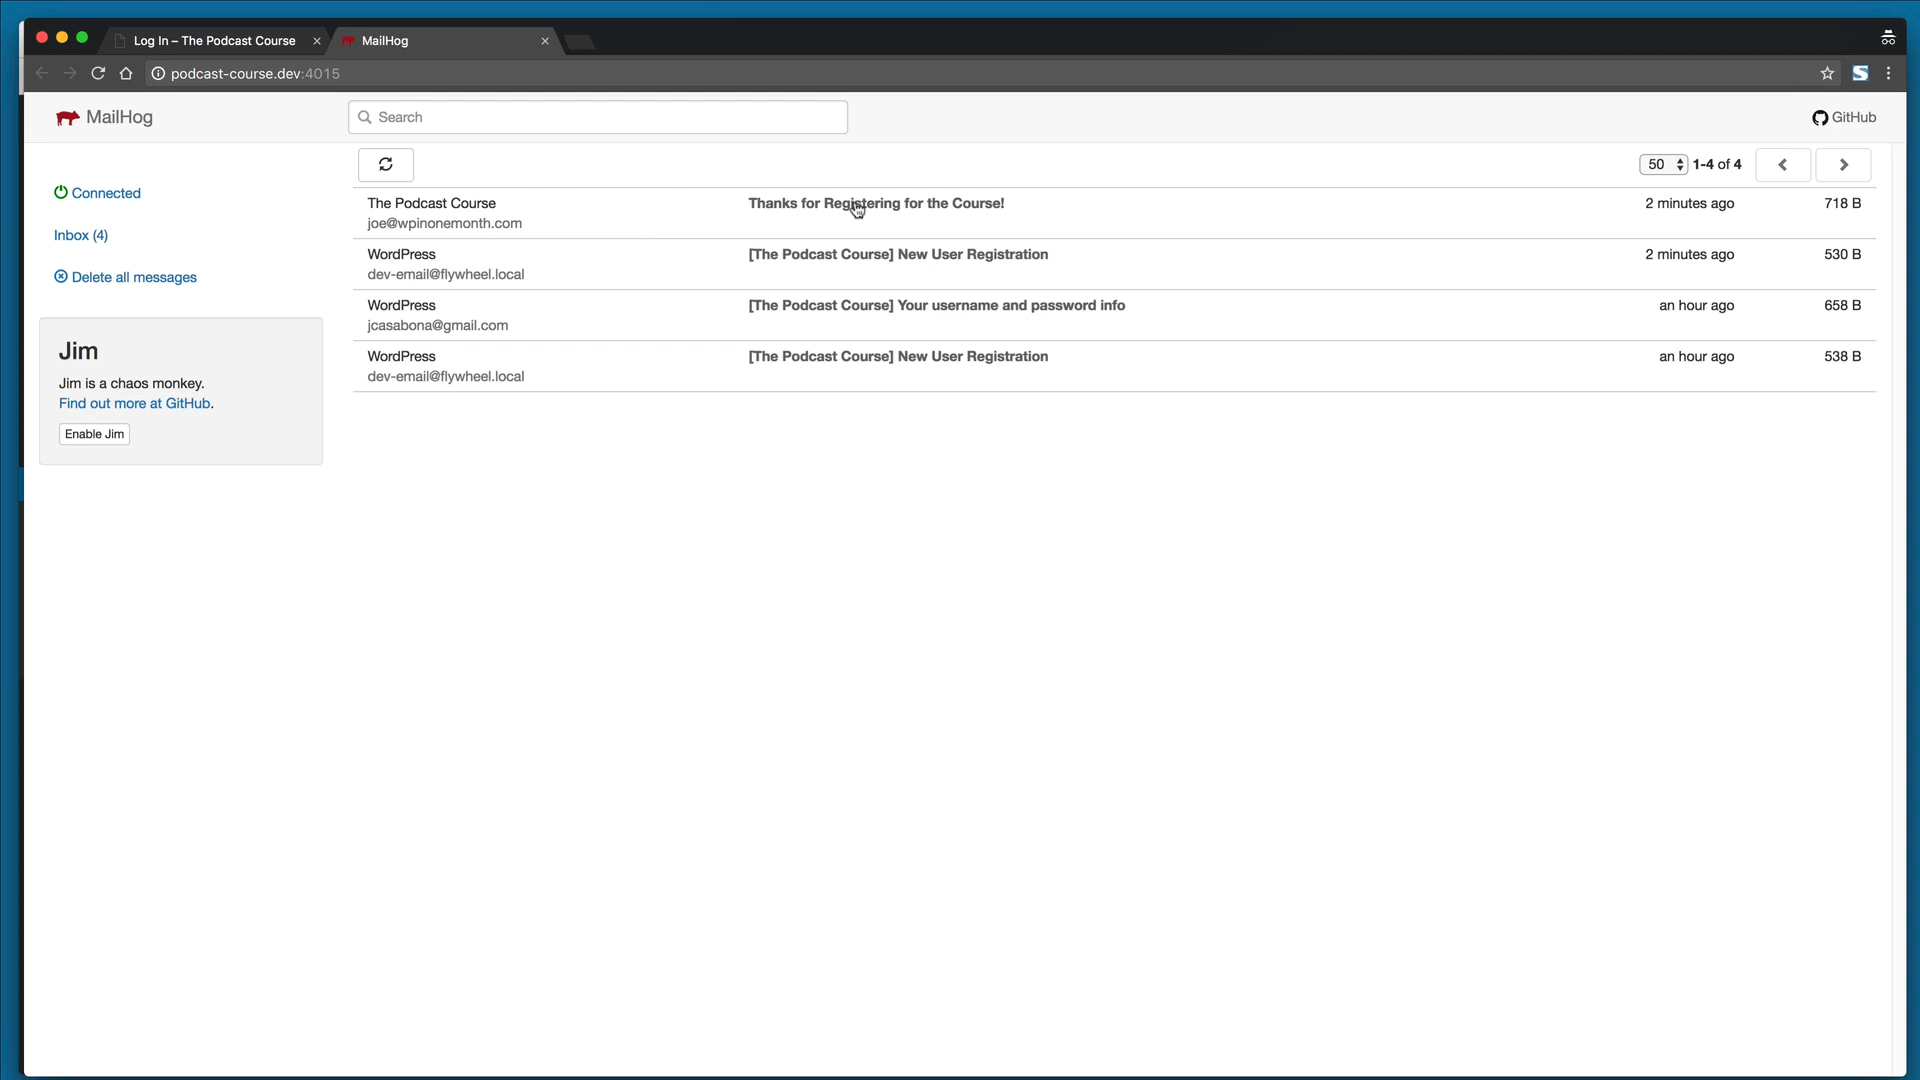 Log In – The Podcast Course
MailHog
podcast-course.dev:4015
MailHog
Search
GitHub
50
1-4 of 4
Connected
Inbox (4)
Delete all messages
Jim
Jim is a chaos monkey.
Find out more at GitHub.
Enable Jim
The Podcast Course Thanks for Registering for the Course! 2 minutes ago 718 B
joe@wpinonemonth.com
WordPress [The Podcast Course] New User Registration 2 minutes ago 530 B
dev-email@flywheel.local
WordPress [The Podcast Course] Your username and password info an hour ago 658 B
jcasabona@gmail.com
WordPress [The Podcast Course] New User Registration an hour ago 538 B
dev-email@flywheel.local